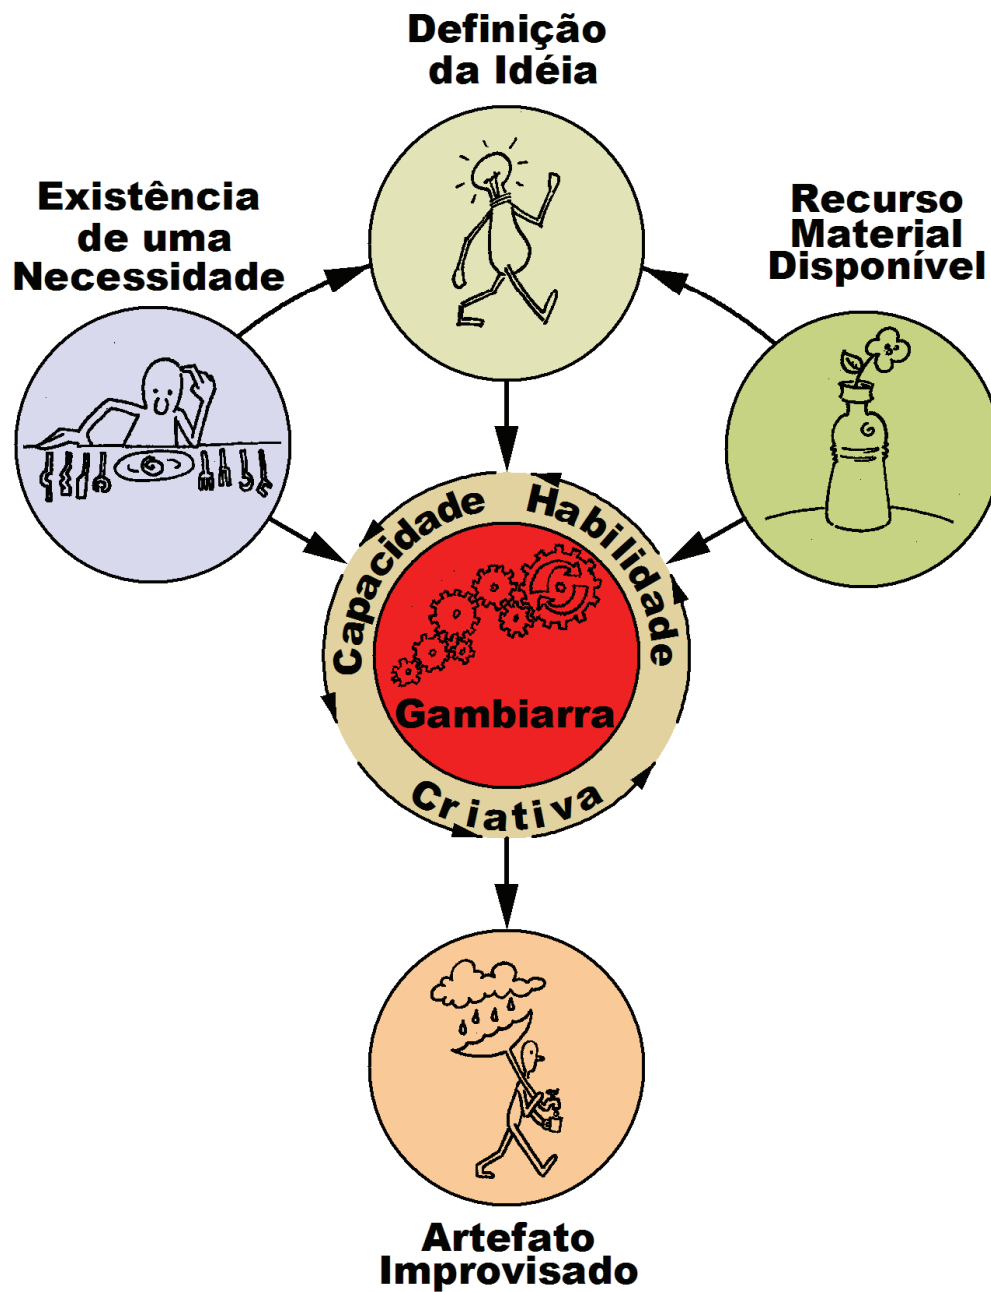 Definição
da Idéia
Existência
de uma
Necessidade
Recurso
Material
Disponível
Capacidade
Habilidade
Criativa
Gambiarra
Artefato
Improvisado